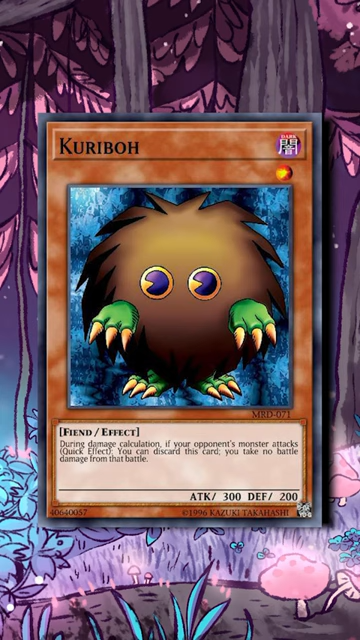 KURIBOH
DARK
闇
MRD-071
[FIEND / EFFECT]
During damage calculation, if your opponent's monster attacks
(Quick Effect): You can discard this card; you take no battle
damage from that battle.
ATK/ 300 DEF/ 200
40640057
©1996 KAZUKI TAKAHASHI